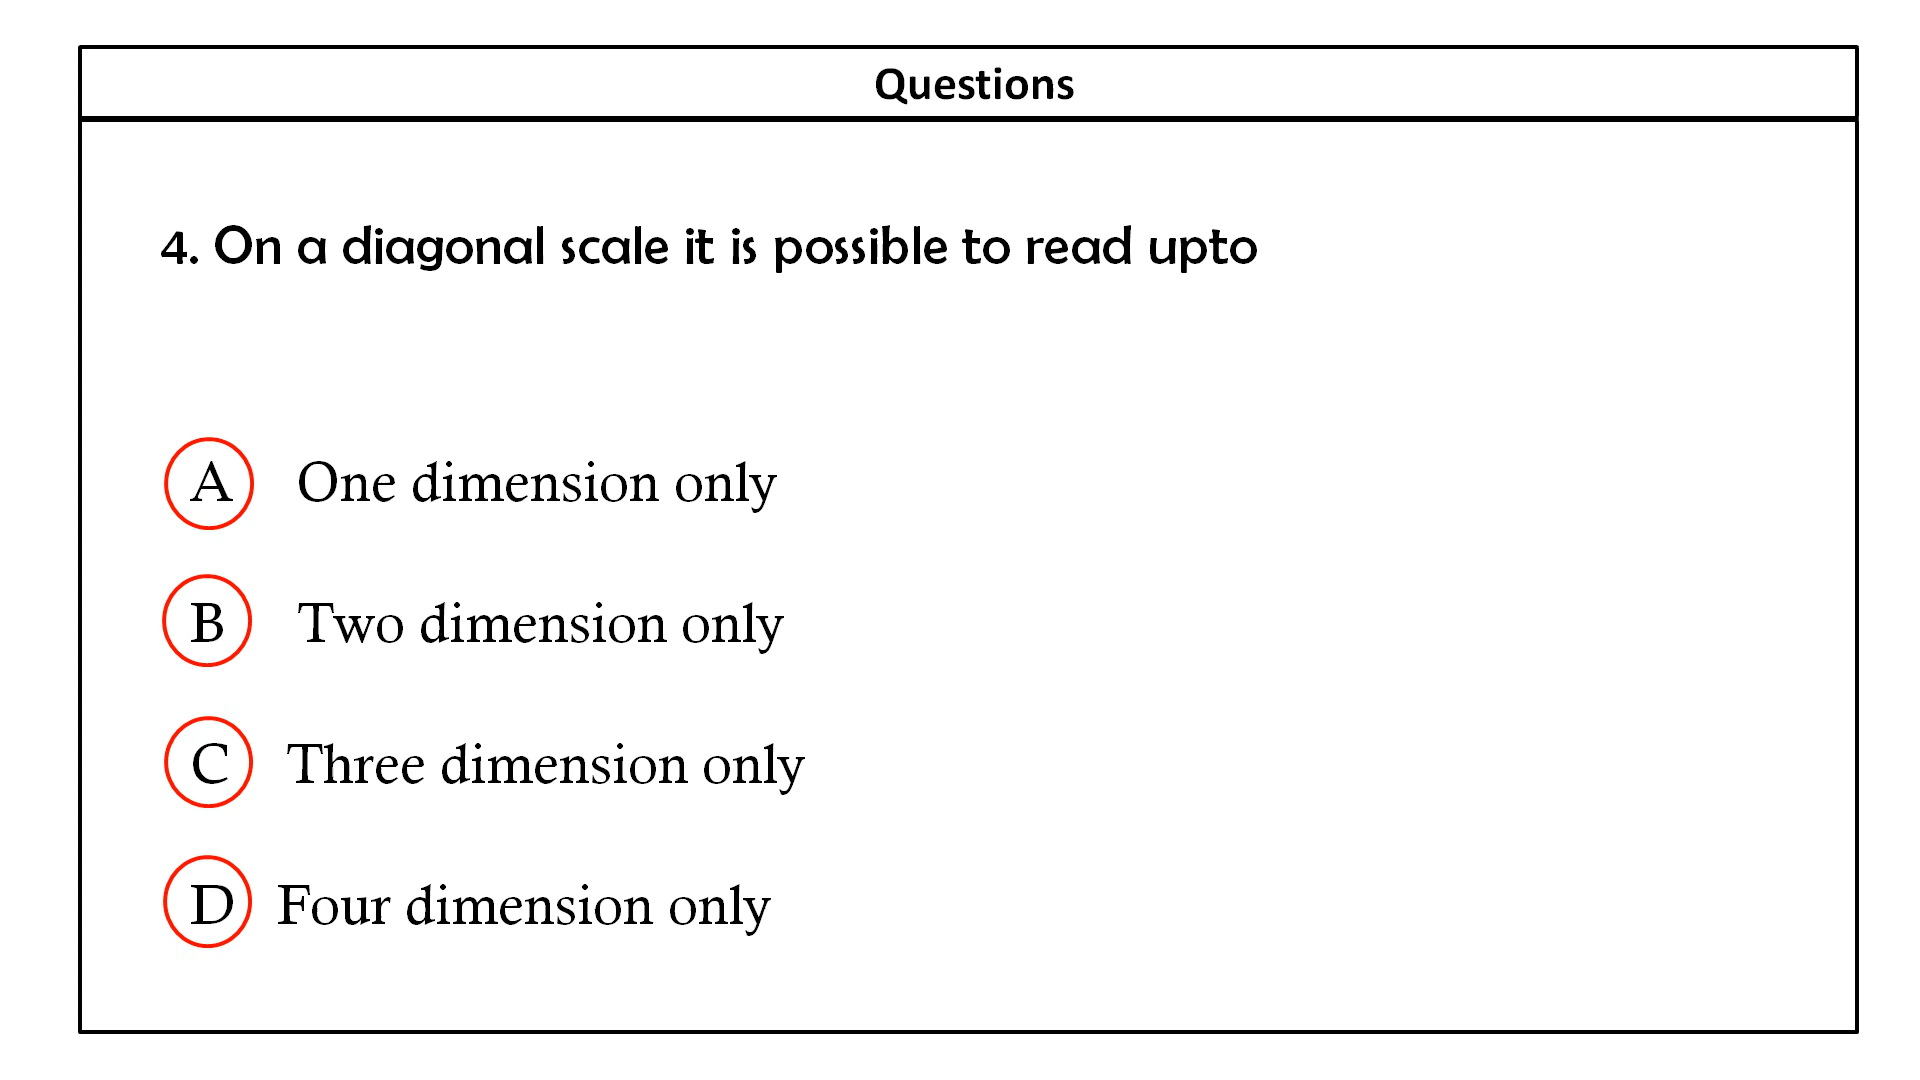 Questions
4. On a diagonal scale it is possible to read upto
A One dimension only
B Two dimension only
C Three dimension only
D Four dimension only